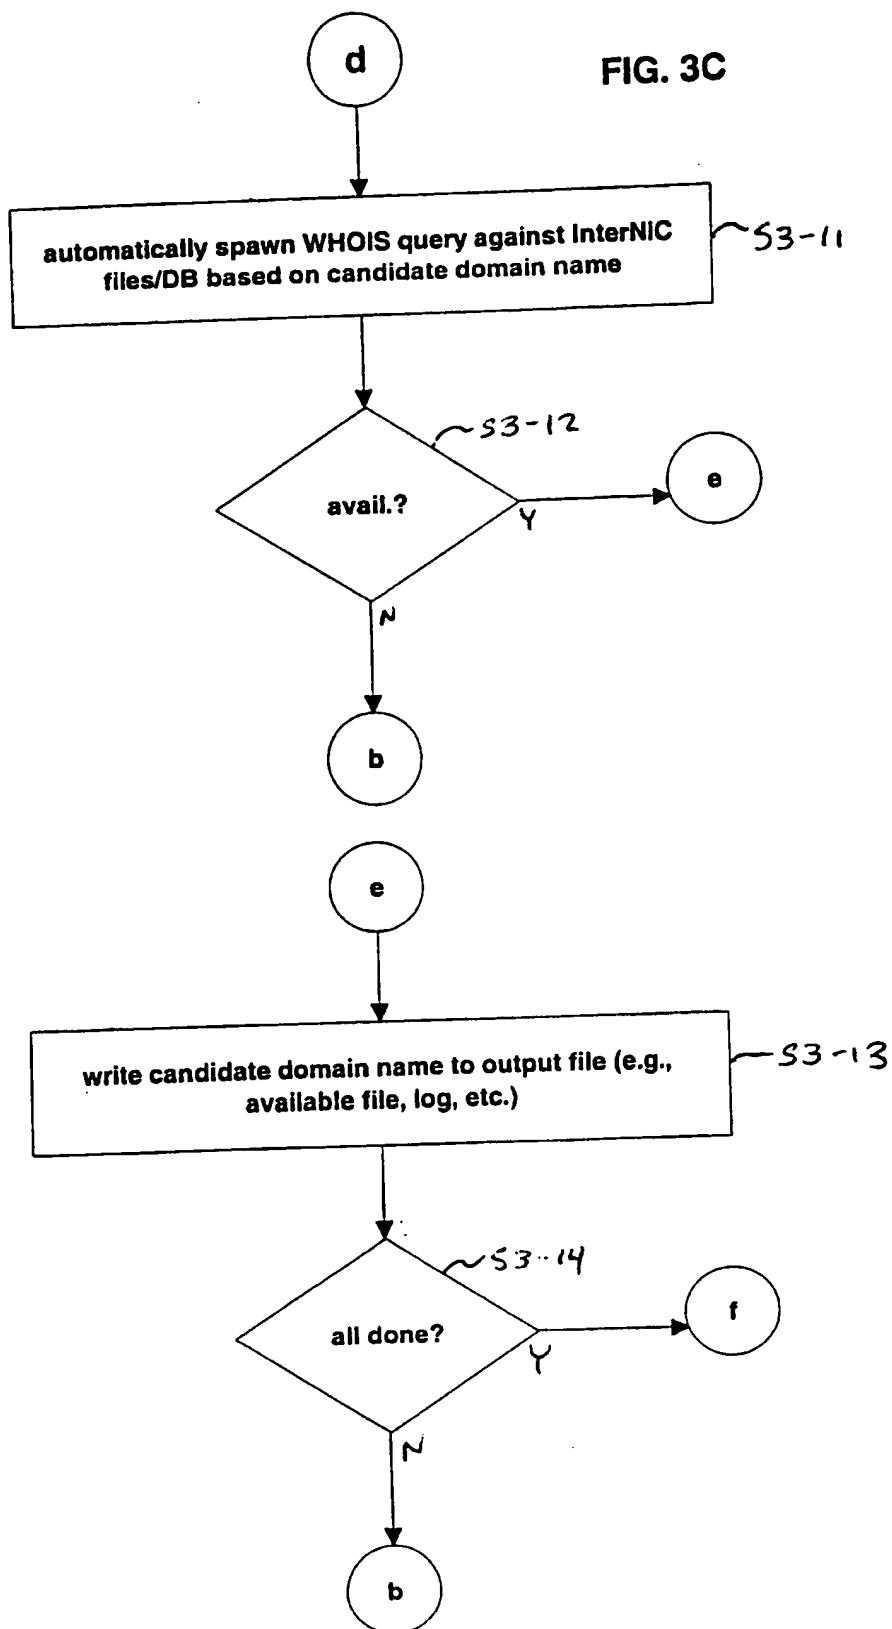 d
FIG. 3C
automatically spawn WHOIS query against InterNIC
files/DB based on candidate domain name
S3-11
S3-12
avail.?
Y
e
N
b
e
write candidate domain name to output file (e.g.,
available file, log, etc.)
S3-13
S3-14
all done?
Y
f
N
b